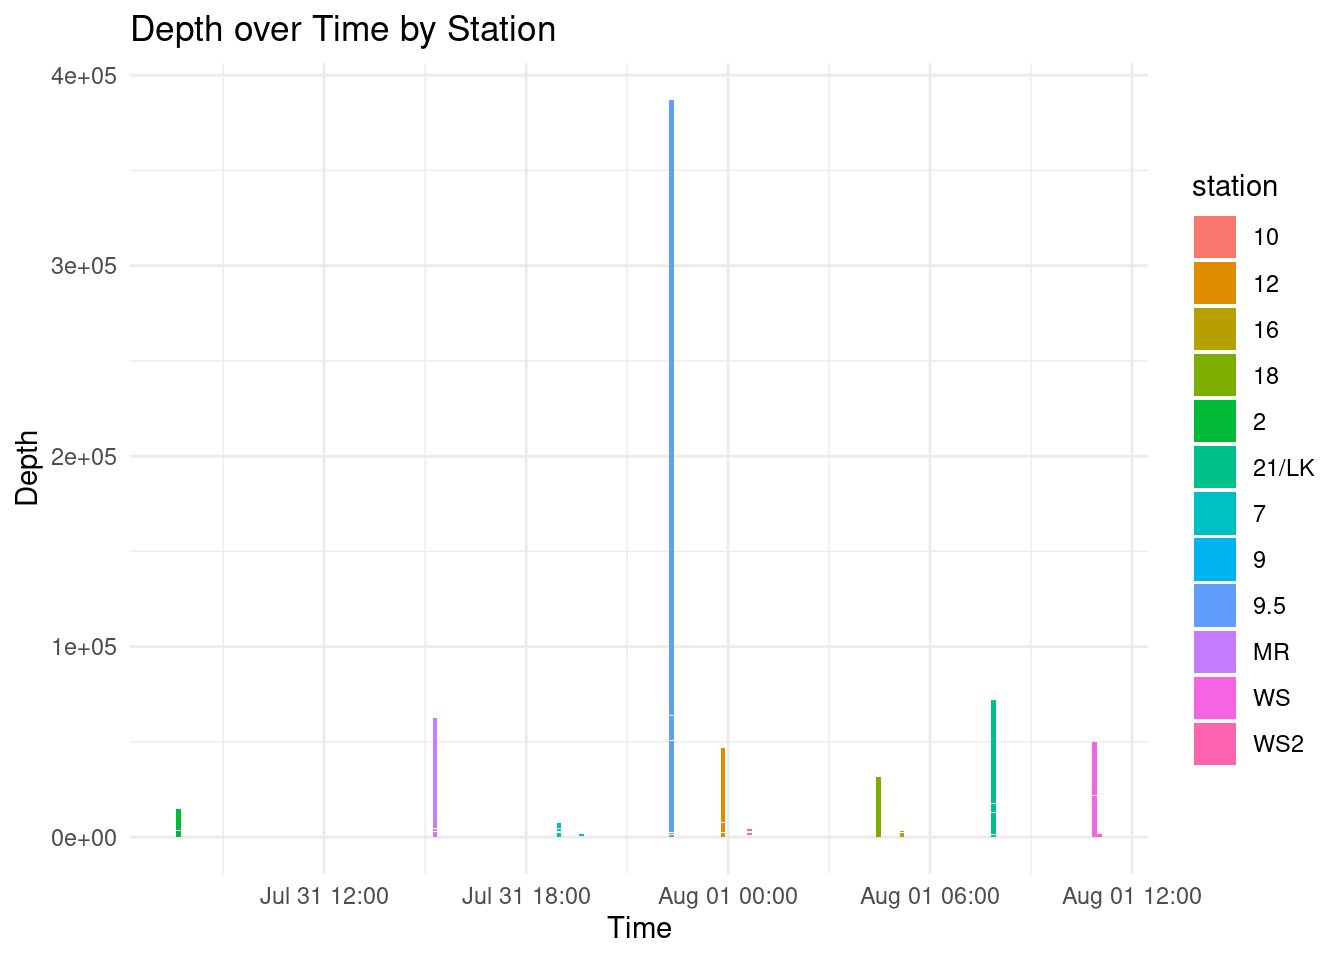 Depth over Time by Station
4e+05
3e+05
2e+05
1e+05
0e+00
Depth
Jul 31 12:00
Jul 31 18:00
Aug 01 00:00
Aug 01 06:00
Aug 01 12:00
Time
station
10
12
16
18
2
21/LK
7
9
9.5
MR
WS
WS2